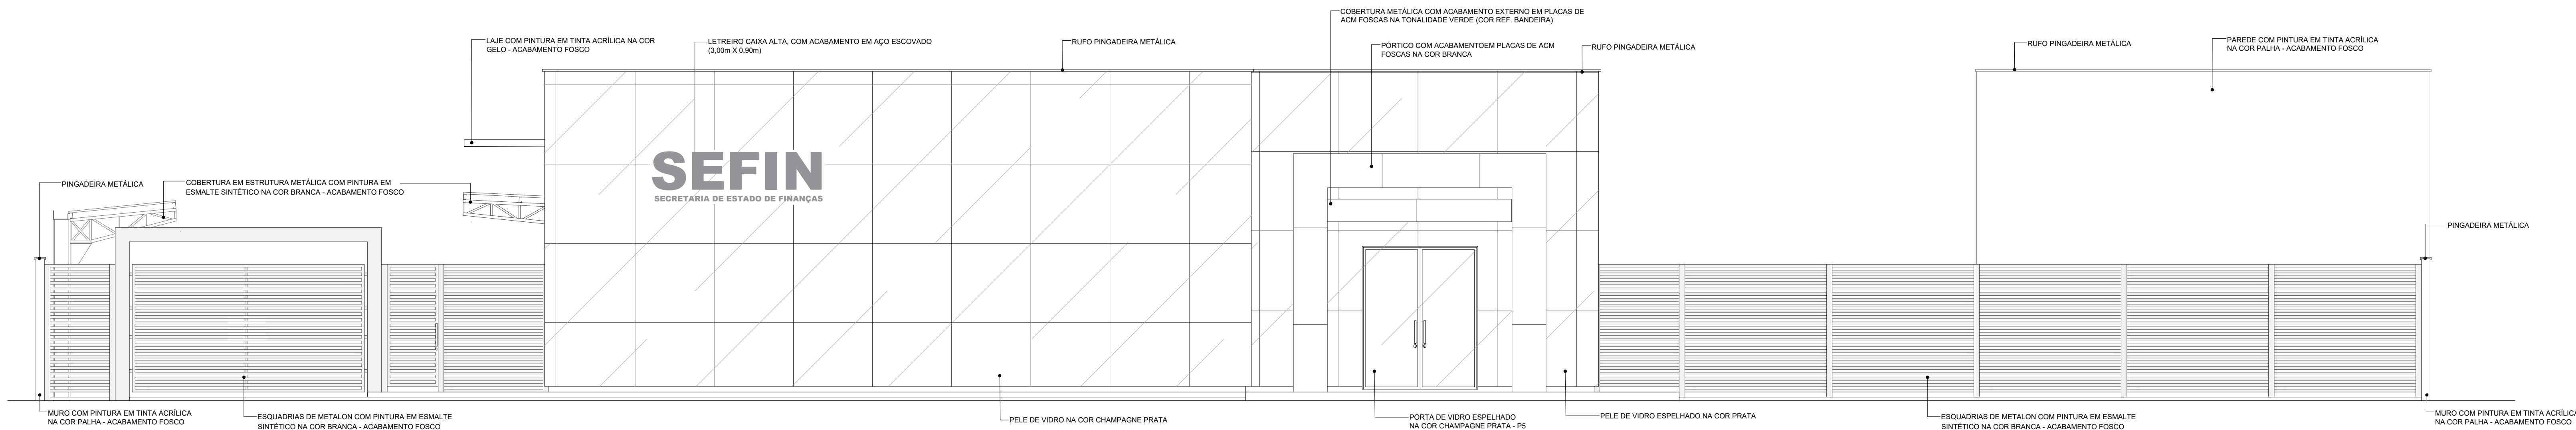 COBERTURA METÁLICA COM ACABAMENTO EXTERNO EM PLACAS DE
ACM FOSCAS NA TONALIDADE VERDE (COR REF. BANDEIRA)
LAJE COM PINTURA EM TINTA ACRÍLICA NA COR
GELO - ACABAMENTO FOSCO
LETREIRO CAIXA ALTA, COM ACABAMENTO EM AÇO ESCOVADO
(3,00m X 0.90m)
RUFO PINGADEIRA METÁLICA
PÓRTICO COM ACABAMENTOEM PLACAS DE ACM
FOSCAS NA COR BRANCA
RUFO PINGADEIRA METÁLICA
RUFO PINGADEIRA METÁLICA
PAREDE COM PINTURA EM TINTA ACRÍLICA
NA COR PALHA - ACABAMENTO FOSCO
PINGADEIRA METÁLICA
COBERTURA EM ESTRUTURA METÁLICA COM PINTURA EM
ESMALTE SINTÉTICO NA COR BRANCA - ACABAMENTO FOSCO
SEFIN
SECRETARIA DE ESTADO DE FINANÇAS
PINGADEIRA METÁLICA
MURO COM PINTURA EM TINTA ACRÍLICA
NA COR PALHA - ACABAMENTO FOSCO
ESQUADRIAS DE METALON COM PINTURA EM ESMALTE
SINTÉTICO NA COR BRANCA - ACABAMENTO FOSCO
PELE DE VIDRO NA COR CHAMPAGNE PRATA
PORTA DE VIDRO ESPELHADO
NA COR CHAMPAGNE PRATA - P5
PELE DE VIDRO ESPELHADO NA COR PRATA
ESQUADRIAS DE METALON COM PINTURA EM ESMALTE
SINTÉTICO NA COR BRANCA - ACABAMENTO FOSCO
MURO COM PINTURA EM TINTA ACRÍLICA
NA COR PALHA - ACABAMENTO FOSCO